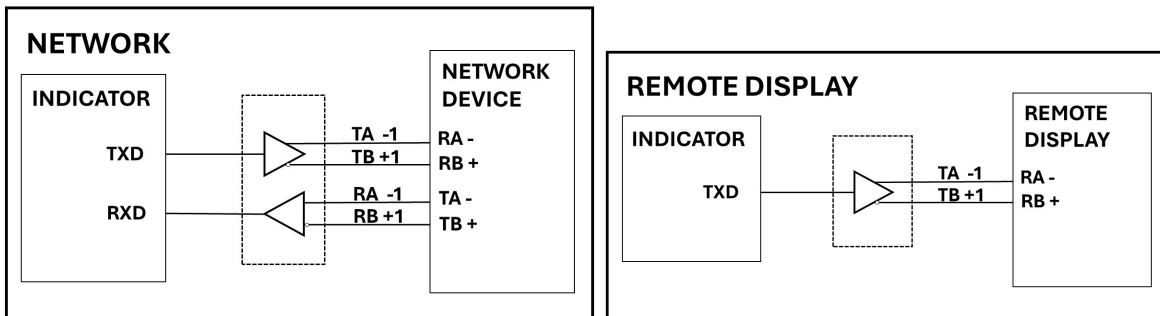 NETWORK
INDICATOR
TXD
RXD
TA -1
TB +1
RA -1
RB +1
NETWORK
DEVICE
RA -
RB +
TA -
TB +
REMOTE DISPLAY
INDICATOR
TXD
TA -1
TB +1
REMOTE
DISPLAY
RA -
RB +